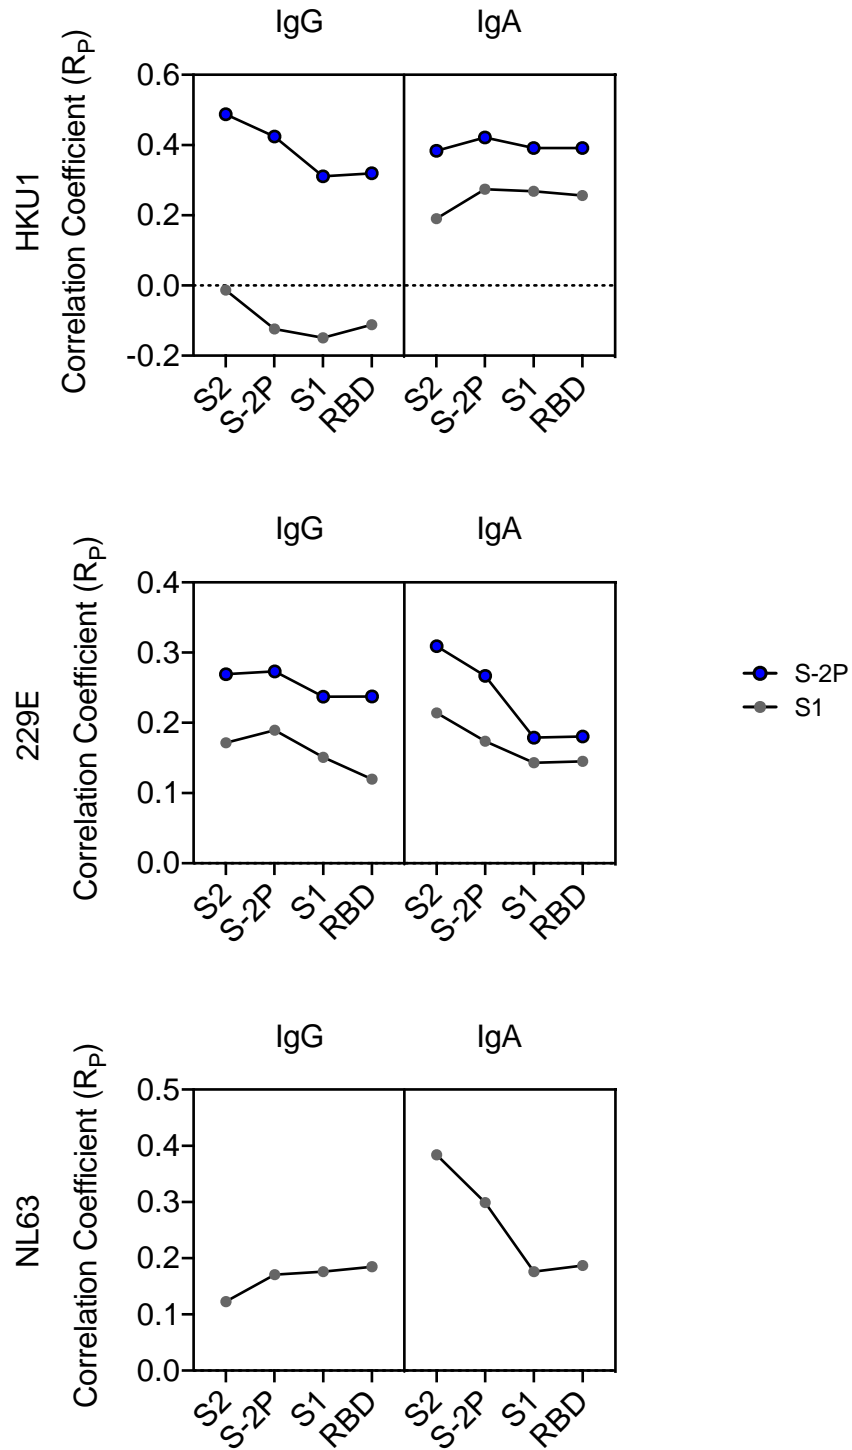 IgG IgA
HKU1
Correlation Coefficient (RP)
0.6
0.4
0.2
0.0
-0.2
S2 S-2P S1 RBD S2 S-2P S1 RBD
IgG IgA
229E
Correlation Coefficient (RP)
0.4
0.3
0.2
0.1
0.0
S2 S-2P S1 RBD S2 S-2P S1 RBD
S-2P
S1
IgG IgA
NL63
Correlation Coefficient (RP)
0.5
0.4
0.3
0.2
0.1
0.0
S2 S-2P S1 RBD S2 S-2P S1 RBD